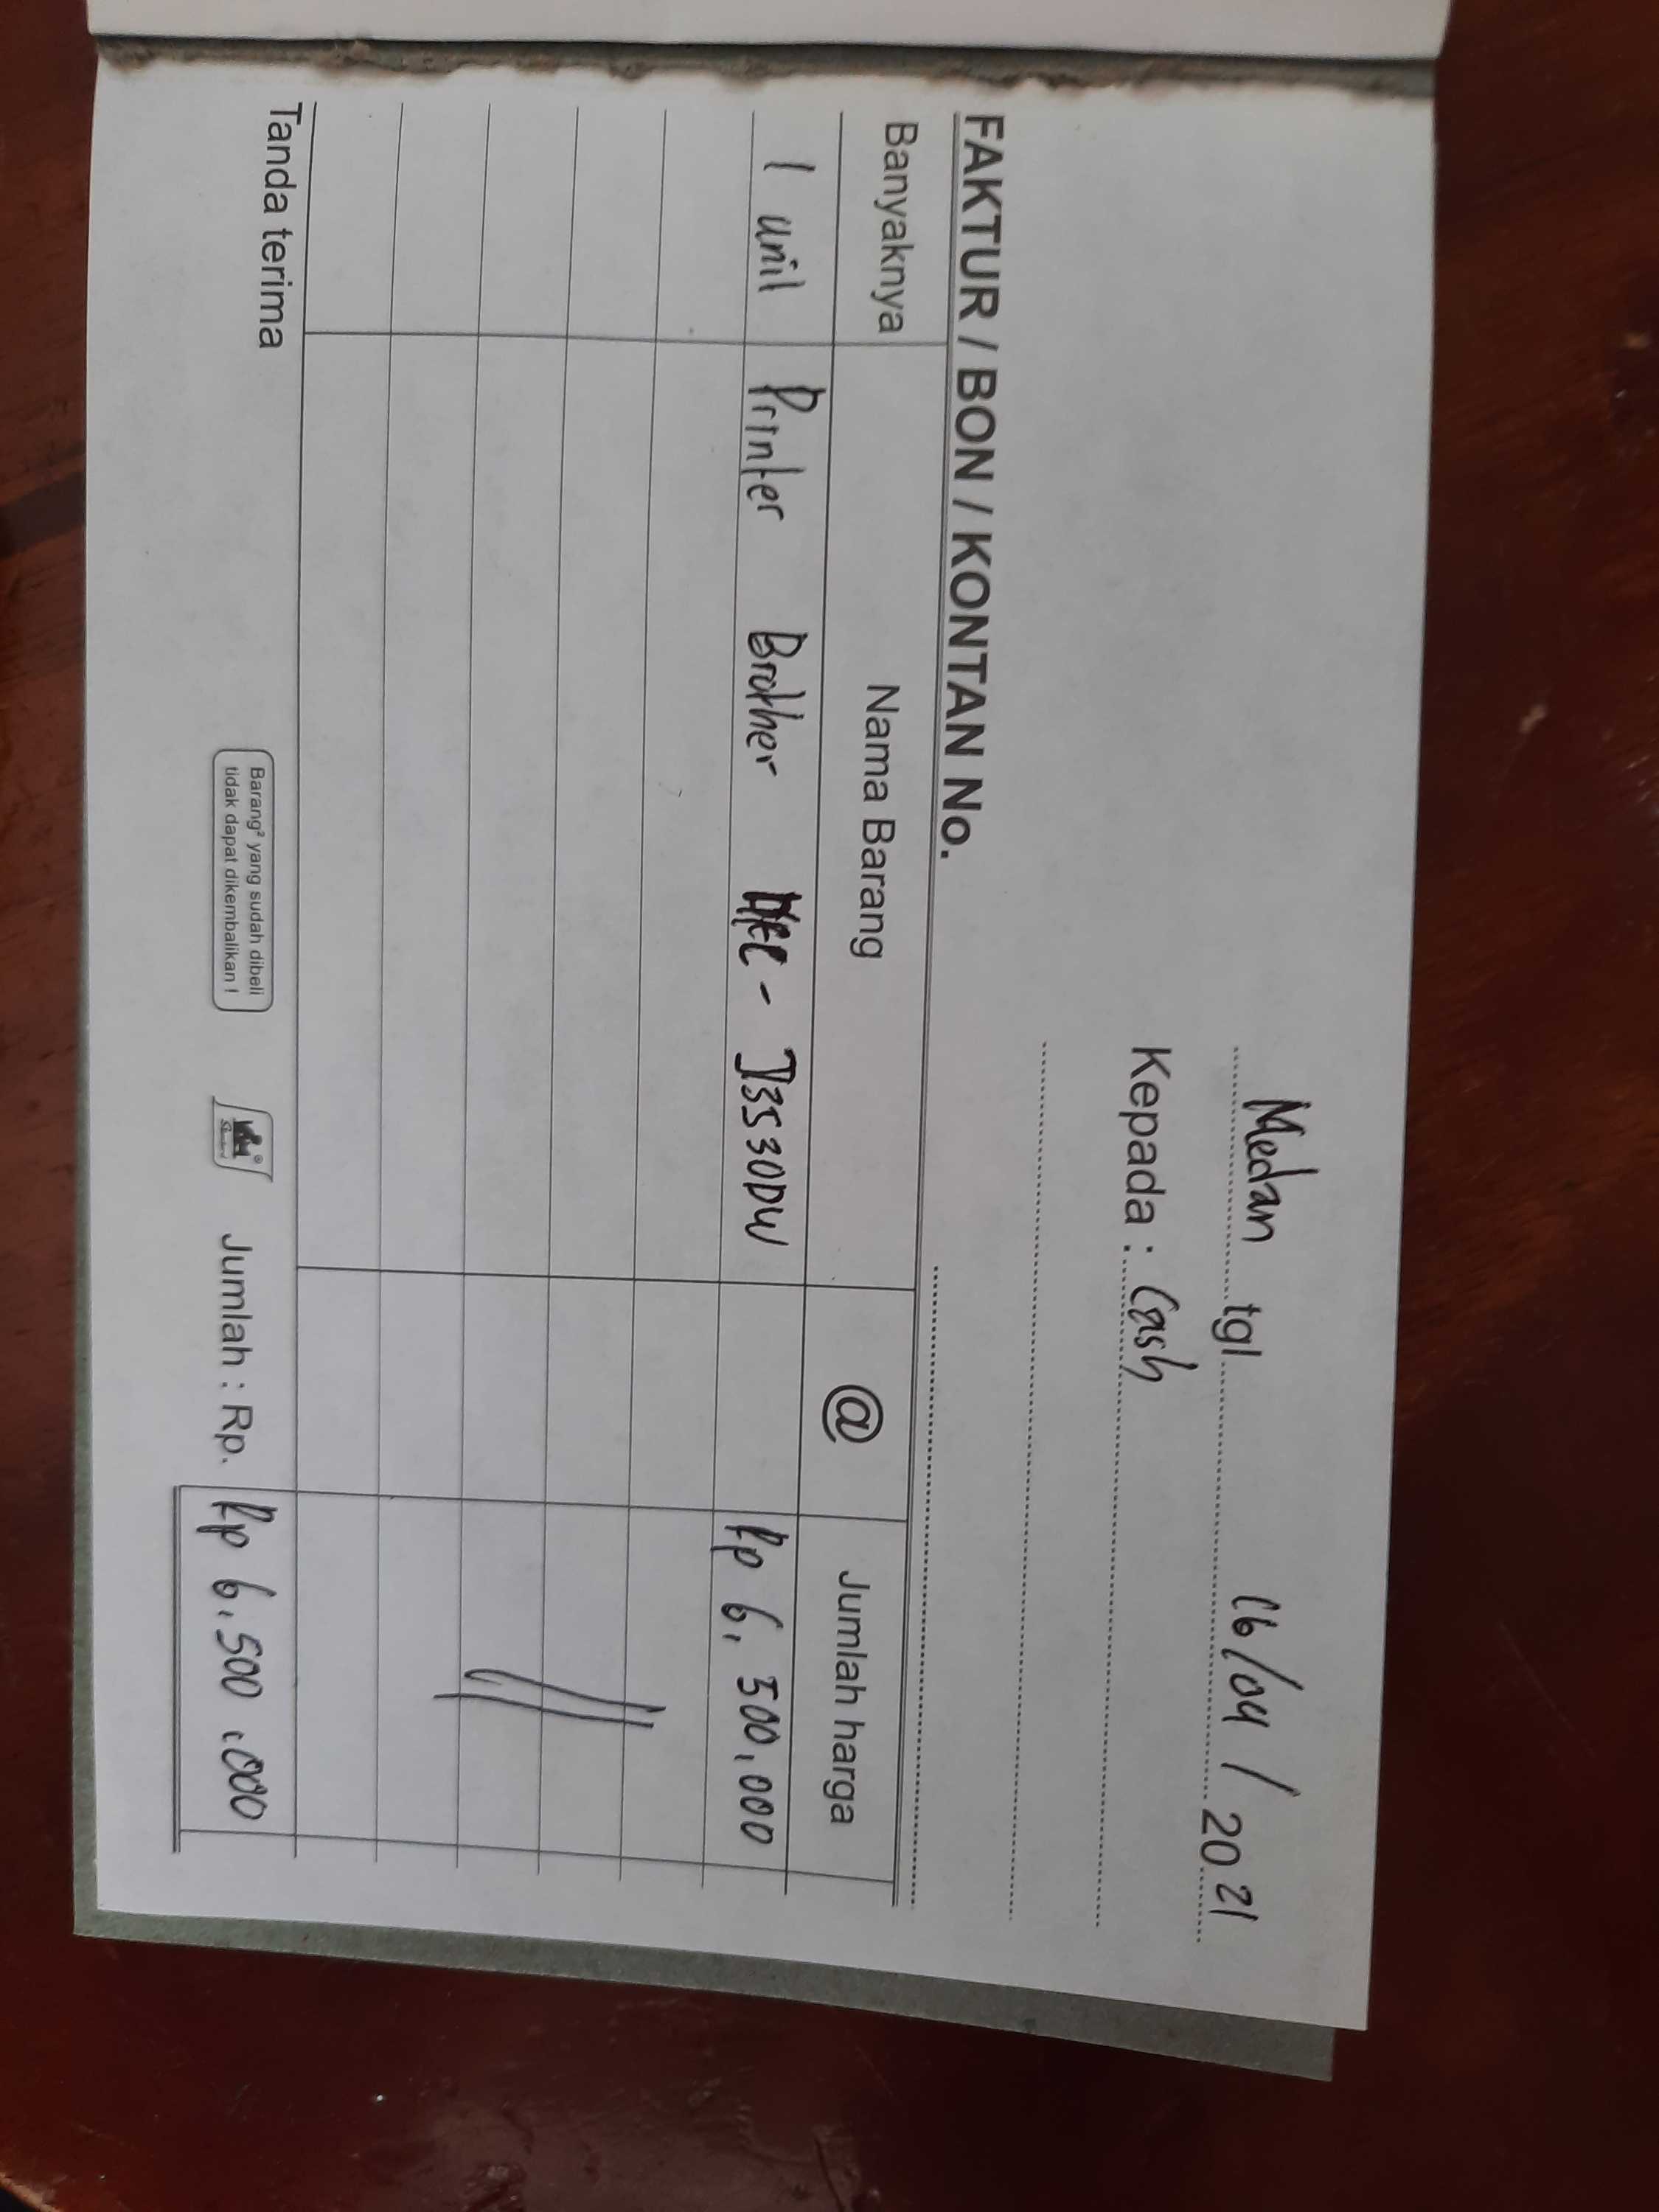 Medan tgl 16/04/2021
Kepada : Cash
FAKTUR / BON / KONTAN No.
Banyaknya Nama Barang @ Jumlah harga
1 unit Printer Brother MFC - J3530DW Rp 6.500.000
Tanda terima
Barang² yang sudah dibeli
tidak dapat dikembalikan !
Jumlah : Rp. Rp 6.500.000